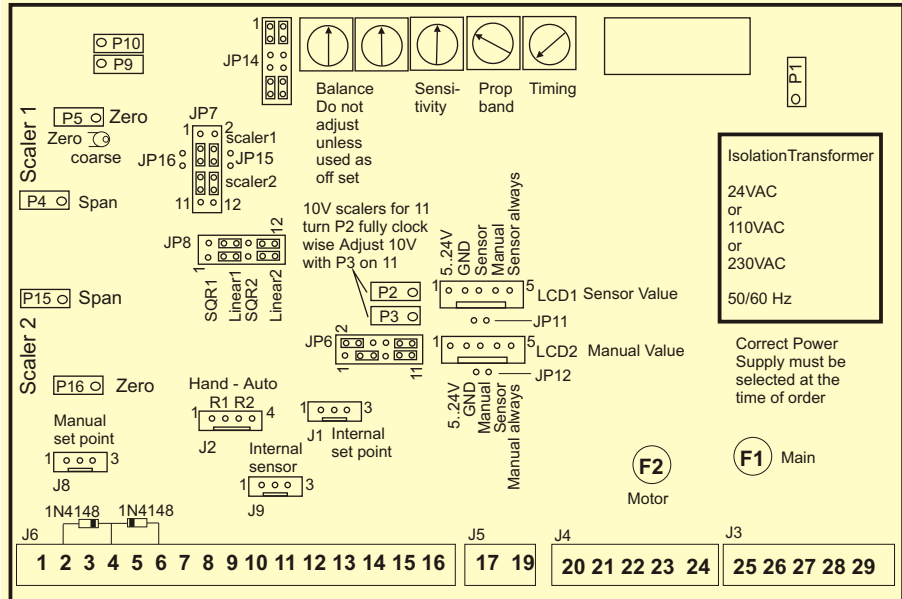 P10
P9
JP14
Balance
Do not
adjust
unless
used as
off set
Sensi-
tivity
Prop
band
Timing
P1
Scaler 1
P5 Zero
Zero
coarse
P4 Span
JP7
1 2
scaler1
JP16 JP15
scaler2
11 12
JP8
12
1
SQR1
Linear1
SQR2
Linear2
10V scalers for 11
turn P2 fully clock
wise Adjust 10V
with P3 on 11
P2
P3
JP6
2
1
11
5..24V
GND
Sensor
Manual
Sensor always
1 5
LCD1 Sensor Value
JP11
1 5
LCD2 Manual Value
JP12
5..24V
GND
Manual
Sensor
Manual always
IsolationTransformer
24VAC
or
110VAC
or
230VAC
50/60 Hz
Correct Power
Supply must be
selected at the
time of order
Scaler 2
P15 Span
P16 Zero
Manual
set point
1 3
J8
Hand - Auto
R1 R2
1 4
J2
1 3
J1 Internal
set point
Internal
sensor
1 3
J9
F2
Motor
F1 Main
1N4148 1N4148
J6
1 2 3 4 5 6 7 8 9 10 11 12 13 14 15 16
J5
17 19
J4
20 21 22 23 24
J3
25 26 27 28 29